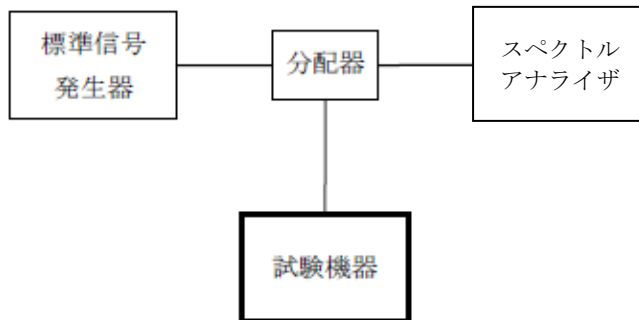 標準信号
発生器
分配器
スペクトル
アナライザ
試験機器